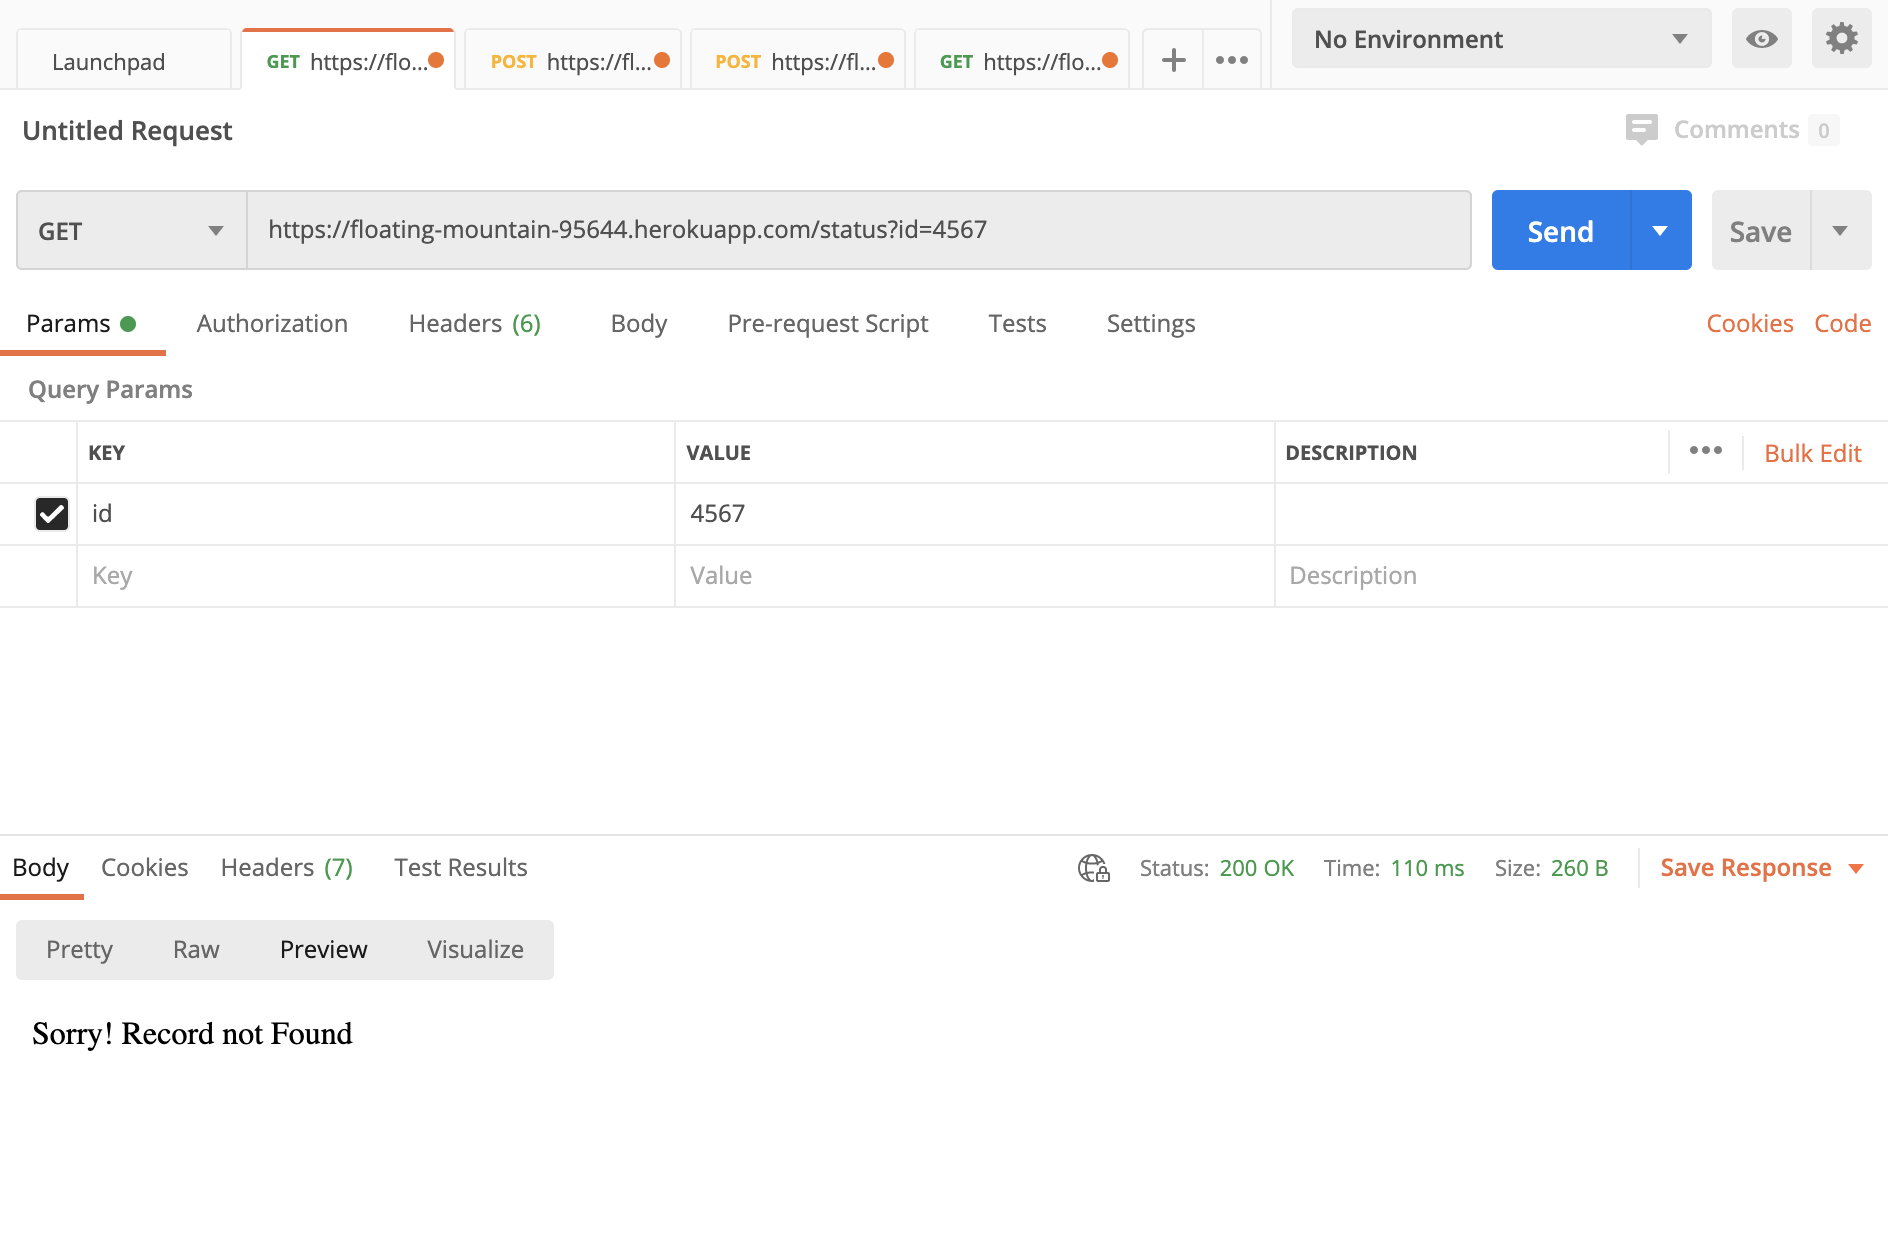 Launchpad
GET https://flo...
POST https://fl...
POST https://fl...
GET https://flo...
No Environment
Untitled Request
Comments 0
GET
https://floating-mountain-95644.herokuapp.com/status?id=4567
Send
Save
Params
Authorization
Headers (6)
Body
Pre-request Script
Tests
Settings
Cookies
Code
Query Params
KEY
VALUE
DESCRIPTION
Bulk Edit
id
4567
Key
Value
Description
Body
Cookies
Headers (7)
Test Results
Status: 200 OK
Time: 110 ms
Size: 260 B
Save Response
Pretty
Raw
Preview
Visualize
Sorry! Record not Found